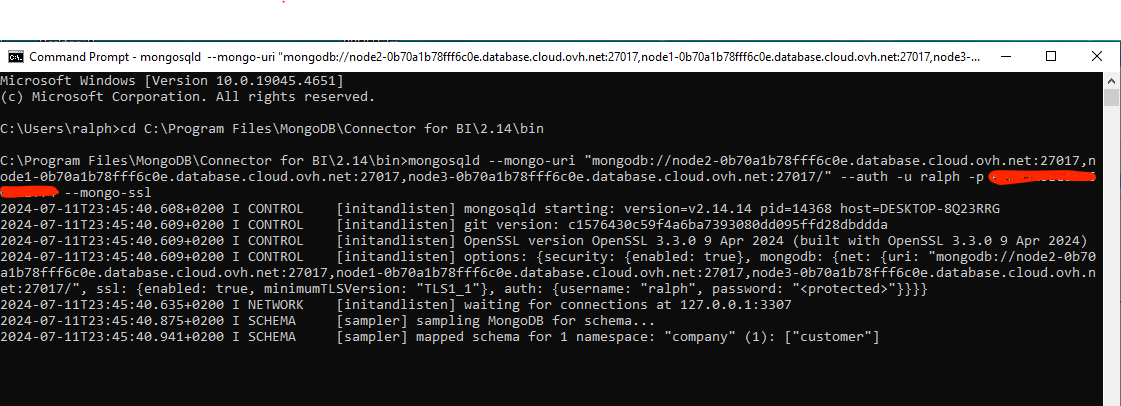 Command Prompt - mongosqld --mongo-uri "mongodb://node2-0b70a1b78fff6c0e.database.cloud.ovh.net:27017,node1-0b70a1b78fff6c0e.database.cloud.ovh.net:27017,node3-...
Microsoft Windows [Version 10.0.19045.4651]
(c) Microsoft Corporation. All rights reserved.
C:\Users\ralph>cd C:\Program Files\MongoDB\Connector for BI\2.14\bin
C:\Program Files\MongoDB\Connector for BI\2.14\bin>mongosqld --mongo-uri "mongodb://node2-0b70a1b78fff6c0e.database.cloud.ovh.net:27017,n
ode1-0b70a1b78fff6c0e.database.cloud.ovh.net:27017,node3-0b70a1b78fff6c0e.database.cloud.ovh.net:27017/" --auth -u ralph -p
--mongo-ssl
2024-07-11T23:45:40.608+0200 I CONTROL    [initandlisten] mongosqld starting: version=v2.14.14 pid=14368 host=DESKTOP-8Q23RRG
2024-07-11T23:45:40.609+0200 I CONTROL    [initandlisten] git version: c1576430c59f4a6ba7393080dd095ffd28dbddda
2024-07-11T23:45:40.609+0200 I CONTROL    [initandlisten] OpenSSL version OpenSSL 3.3.0 9 Apr 2024 (built with OpenSSL 3.3.0 9 Apr 2024)
2024-07-11T23:45:40.609+0200 I CONTROL    [initandlisten] options: {security: {enabled: true}, mongodb: {net: {uri: "mongodb://node2-0b70
a1b78fff6c0e.database.cloud.ovh.net:27017,node1-0b70a1b78fff6c0e.database.cloud.ovh.net:27017,node3-0b70a1b78fff6c0e.database.cloud.ovh.n
et:27017/", ssl: {enabled: true, minimumTLSVersion: "TLS1_1"}, auth: {username: "ralph", password: "<protected>"}}}}
2024-07-11T23:45:40.635+0200 I NETWORK    [initandlisten] waiting for connections at 127.0.0.1:3307
2024-07-11T23:45:40.875+0200 I SCHEMA     [sampler] sampling MongoDB for schema...
2024-07-11T23:45:40.941+0200 I SCHEMA     [sampler] mapped schema for 1 namespace: "company" (1): ["customer"]